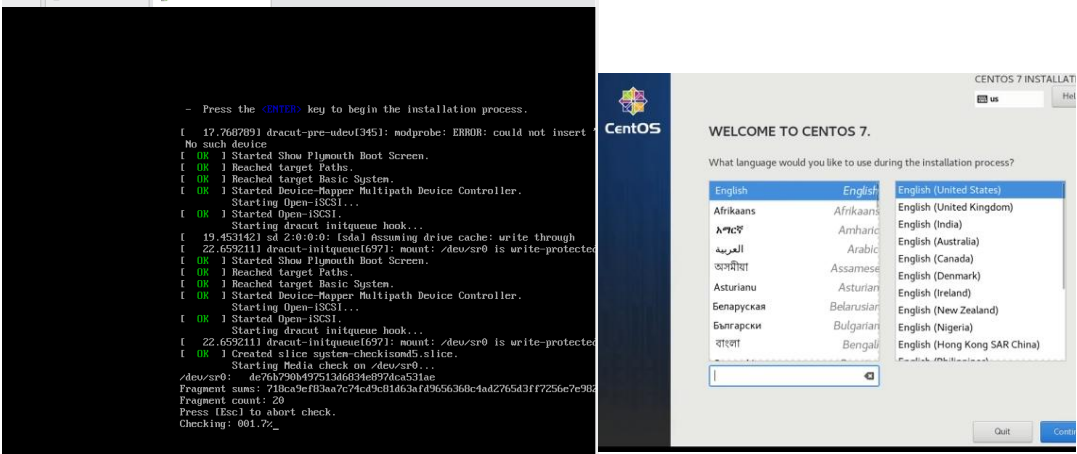 - Press the <ENTER> key to begin the installation process.
[ 17.768789] dracut-pre-udev[345]: modprobe: ERROR: could not insert '
No such device
[ OK ] Started Show Plymouth Boot Screen.
[ OK ] Reached target Paths.
[ OK ] Reached target Basic System.
[ OK ] Started Device-Mapper Multipath Device Controller.
Starting Open-iSCSI...
[ OK ] Started Open-iSCSI.
Starting dracut initqueue hook...
[ 19.453142] sd 2:0:0:0: [sda] Assuming drive cache: write through
[ 22.659211] dracut-initqueue[697]: mount: /dev/sr0 is write-protected
[ OK ] Started Show Plymouth Boot Screen.
[ OK ] Reached target Paths.
[ OK ] Reached target Basic System.
[ OK ] Started Device-Mapper Multipath Device Controller.
Starting Open-iSCSI...
[ OK ] Started Open-iSCSI.
Starting dracut initqueue hook...
[ 22.659211] dracut-initqueue[697]: mount: /dev/sr0 is write-protected
[ OK ] Created slice system-checkisomd5.slice.
Starting Media check on /dev/sr0...
/dev/sr0: de76b790b497513d6834e897dca531ae
Fragment sums: 718ca9ef83aa7c74cd9c81d63afd9656368c4ad2765d3ff7256e7e982
Fragment count: 20
Press [Esc] to abort check.
Checking: 001.7%_
CentOS
CENTOS 7 INSTALLATI
us
Hel
WELCOME TO CENTOS 7.
What language would you like to use during the installation process?
English English
Afrikaans Afrikaans
አማርኛ Amharic
العربية Arabic
অসমীয়া Assamese
Asturianu Asturian
Беларуская Belarusian
Български Bulgarian
বাংলা Bengali
English (United States)
English (United Kingdom)
English (India)
English (Australia)
English (Canada)
English (Denmark)
English (Ireland)
English (New Zealand)
English (Nigeria)
English (Hong Kong SAR China)
Quit
Contin